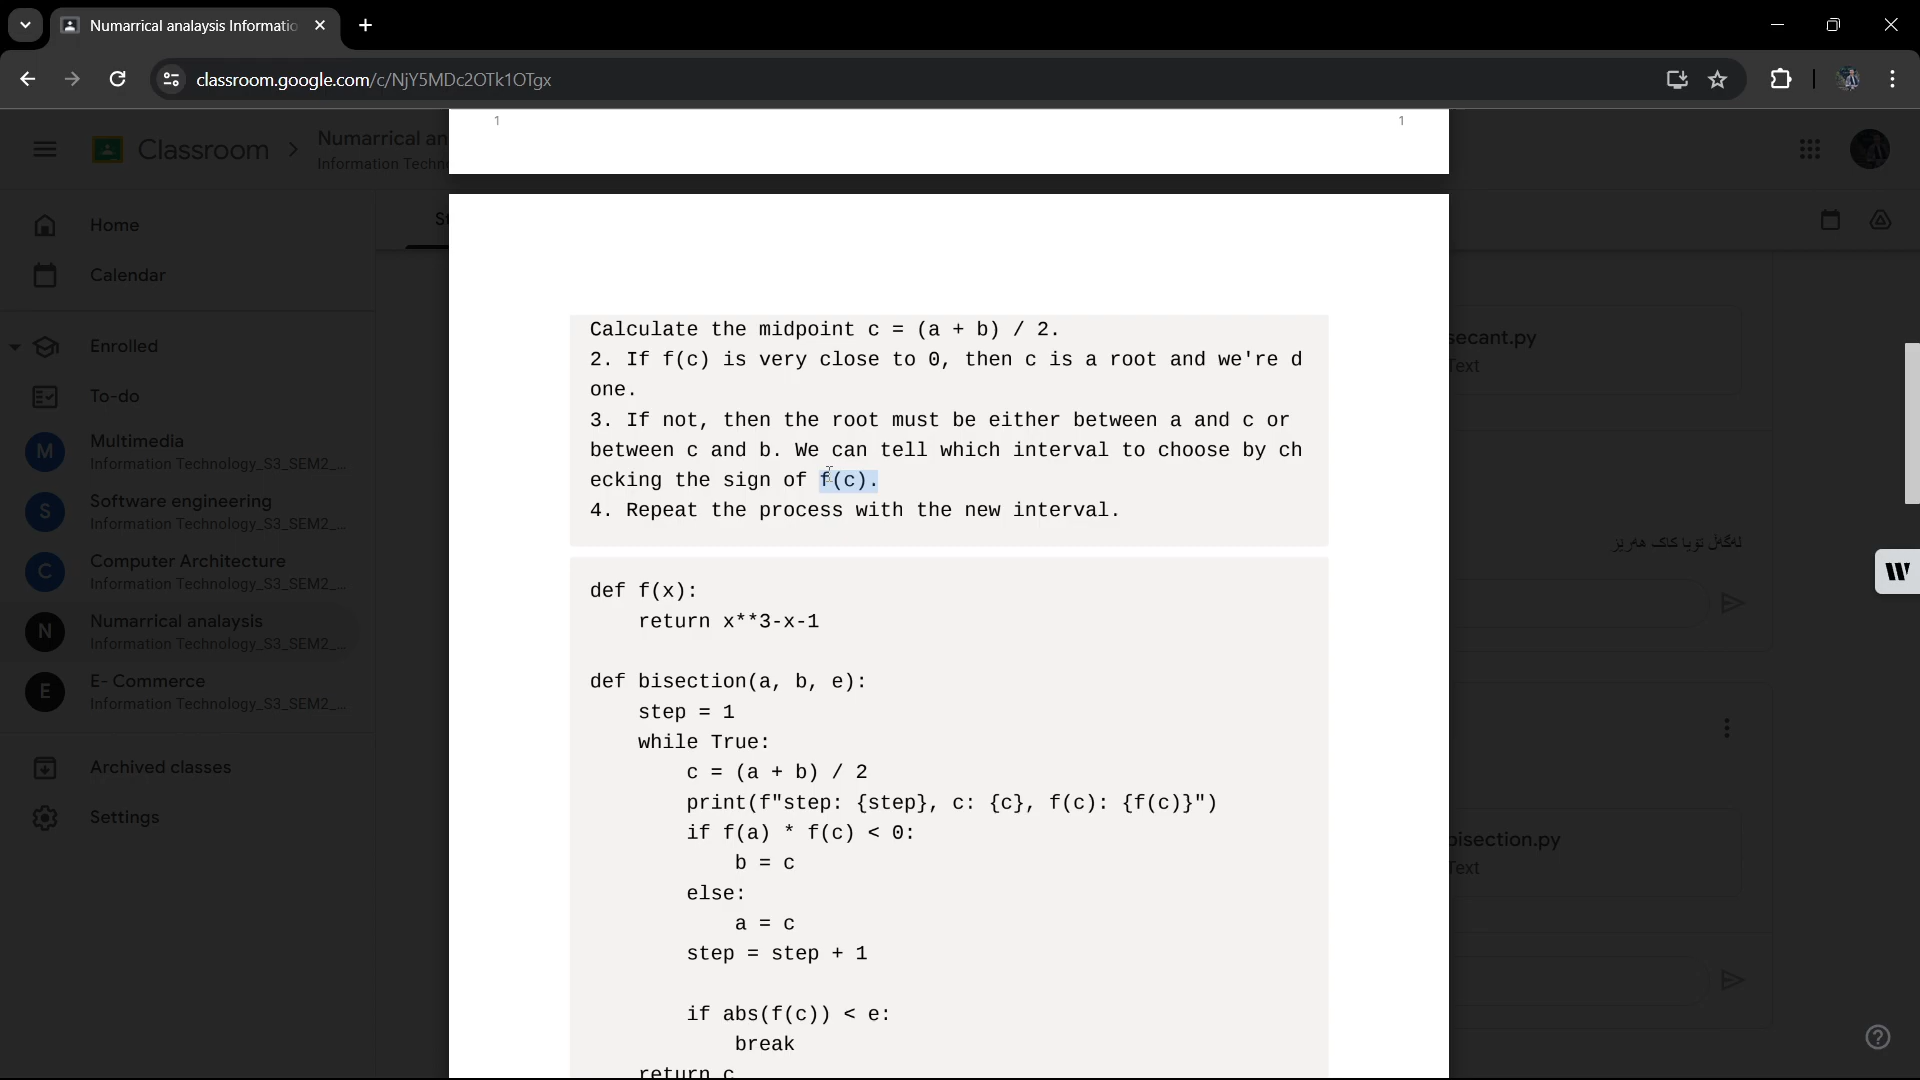 Numarrical analaysis Informatio
classroom.google.com/c/NjY5MDc2OTk1OTgx
Classroom
Numarrical an
Information Techn
1
1
St
Home
Calendar
Enrolled
To-do
M
Multimedia
Information Technology_S3_SEM2_...
S
Software engineering
Information Technology_S3_SEM2_...
C
Computer Architecture
Information Technology_S3_SEM2_...
N
Numarrical analaysis
Information Technology_S3_SEM2_...
E
E- Commerce
Information Technology_S3_SEM2_...
Archived classes
Settings
Calculate the midpoint c = (a + b) / 2.
2. If f(c) is very close to 0, then c is a root and we're d
one.
3. If not, then the root must be either between a and c or
between c and b. We can tell which interval to choose by ch
ecking the sign of f(c).
4. Repeat the process with the new interval.
def f(x):
return x**3-x-1
def bisection(a, b, e):
step = 1
while True:
c = (a + b) / 2
print(f"step: {step}, c: {c}, f(c): {f(c)}")
if f(a) * f(c) < 0:
b = c
else:
a = c
step = step + 1
if abs(f(c)) < e:
break
return c
secant.py
Text
لەگەڵ تۆیا کاک هەرێز
W
bisection.py
Text